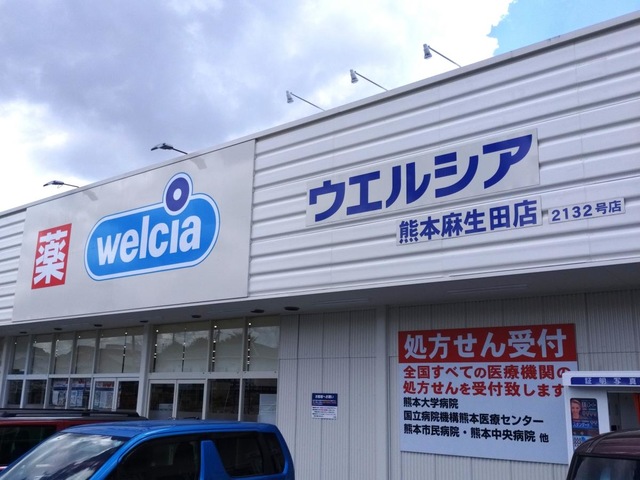 薬
welcia
ウエルシア
熊本麻生田店
2132号店
処方せん受付
全国すべての医療機関の
処方せんを受付致します
熊本大学病院
国立病院機構熊本医療センター
熊本市民病院・熊本中央病院 他
証明写真